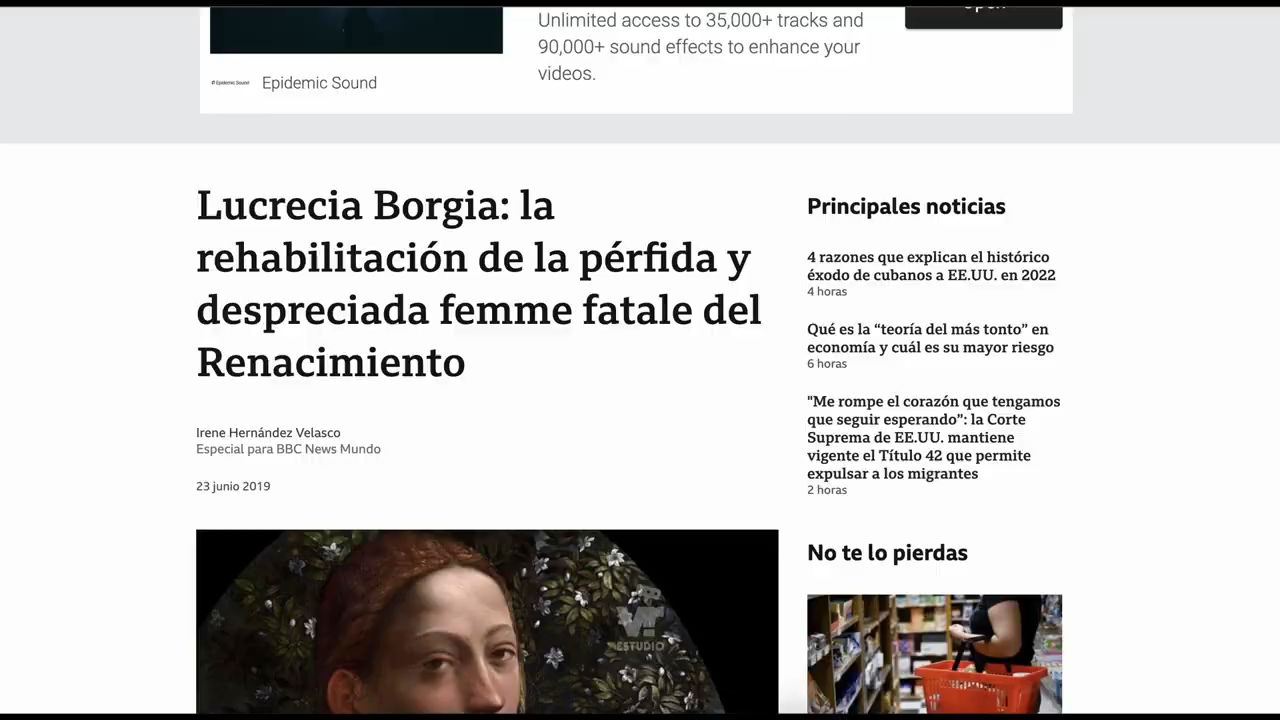 Unlimited access to 35,000+ tracks and
90,000+ sound effects to enhance your
videos.
Open
Epidemic Sound
Epidemic Sound
Lucrecia Borgia: la
rehabilitación de la pérfida y
despreciada femme fatale del
Renacimiento
Irene Hernández Velasco
Especial para BBC News Mundo
23 junio 2019
Principales noticias
4 razones que explican el histórico
éxodo de cubanos a EE.UU. en 2022
4 horas
Qué es la “teoría del más tonto” en
economía y cuál es su mayor riesgo
6 horas
"Me rompe el corazón que tengamos
que seguir esperando”: la Corte
Suprema de EE.UU. mantiene
vigente el Título 42 que permite
expulsar a los migrantes
2 horas
No te lo pierdas
ESTUDIO